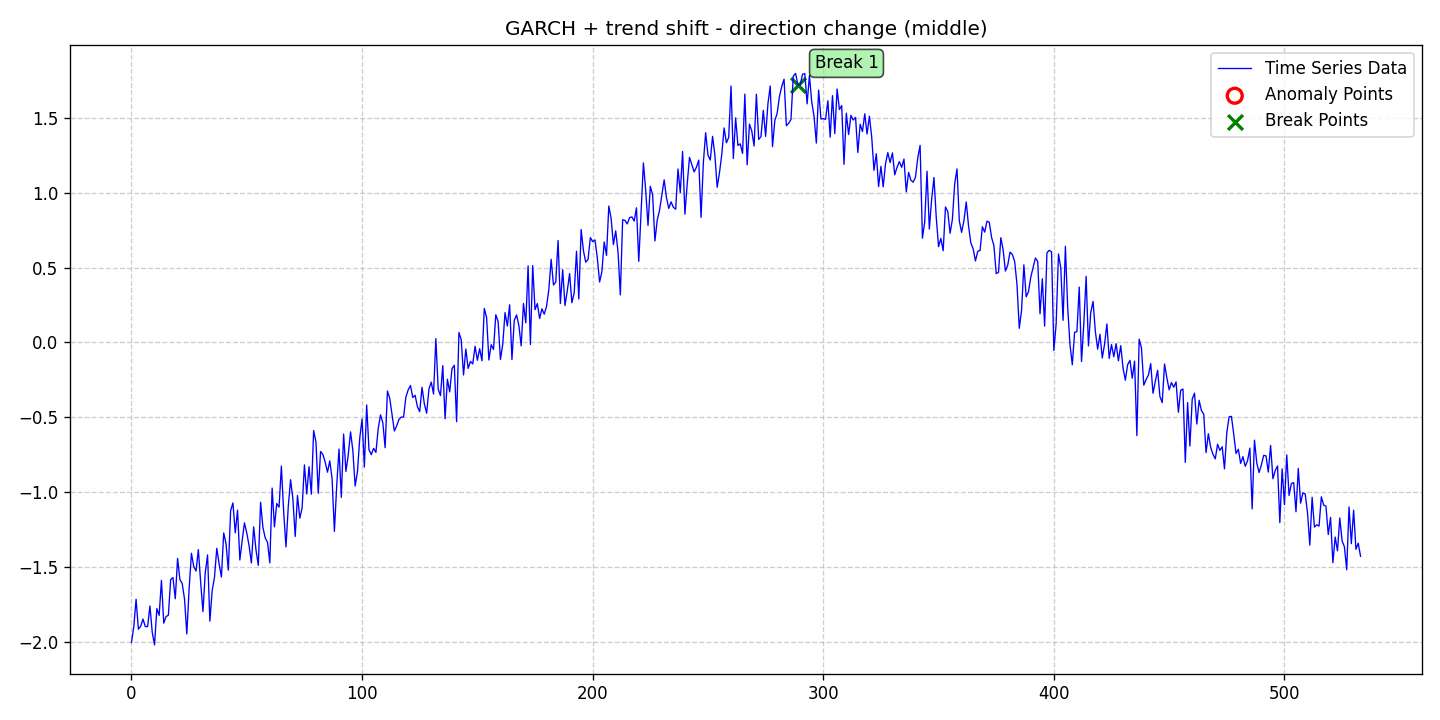 GARCH + trend shift - direction change (middle)
Break 1
Time Series Data
Anomaly Points
Break Points
1.5
1.0
0.5
0.0
−0.5
−1.0
−1.5
−2.0
0 100 200 300 400 500